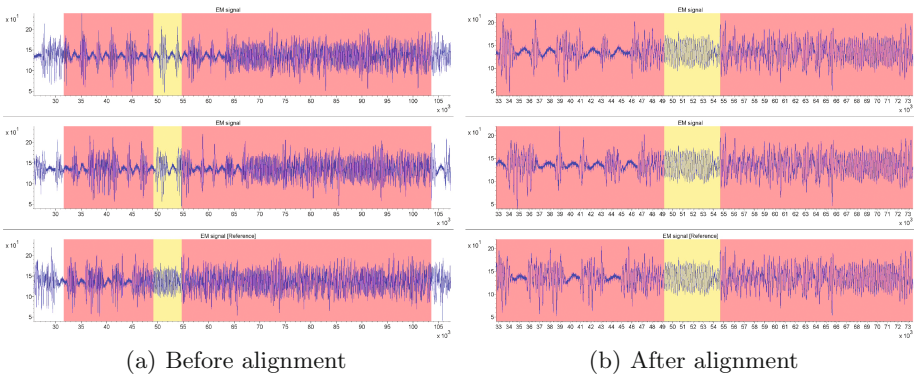 EM signal
x 10¹
20
15
10
5
30 35 40 45 50 55 60 65 70 75 80 85 90 95 100 105
x 10³
EM signal
x 10¹
20
15
10
5
30 35 40 45 50 55 60 65 70 75 80 85 90 95 100 105
x 10³
EM signal [Reference]
x 10¹
20
15
10
5
30 35 40 45 50 55 60 65 70 75 80 85 90 95 100 105
x 10³
(a) Before alignment
EM signal
x 10¹
20
15
10
5
33 34 35 36 37 38 39 40 41 42 43 44 45 46 47 48 49 50 51 52 53 54 55 56 57 58 59 60 61 62 63 64 65 66 67 68 69 70 71 72 73
x 10³
EM signal
x 10¹
20
15
10
5
33 34 35 36 37 38 39 40 41 42 43 44 45 46 47 48 49 50 51 52 53 54 55 56 57 58 59 60 61 62 63 64 65 66 67 68 69 70 71 72 73
x 10³
EM signal [Reference]
x 10¹
20
15
10
5
33 34 35 36 37 38 39 40 41 42 43 44 45 46 47 48 49 50 51 52 53 54 55 56 57 58 59 60 61 62 63 64 65 66 67 68 69 70 71 72 73
x 10³
(b) After alignment